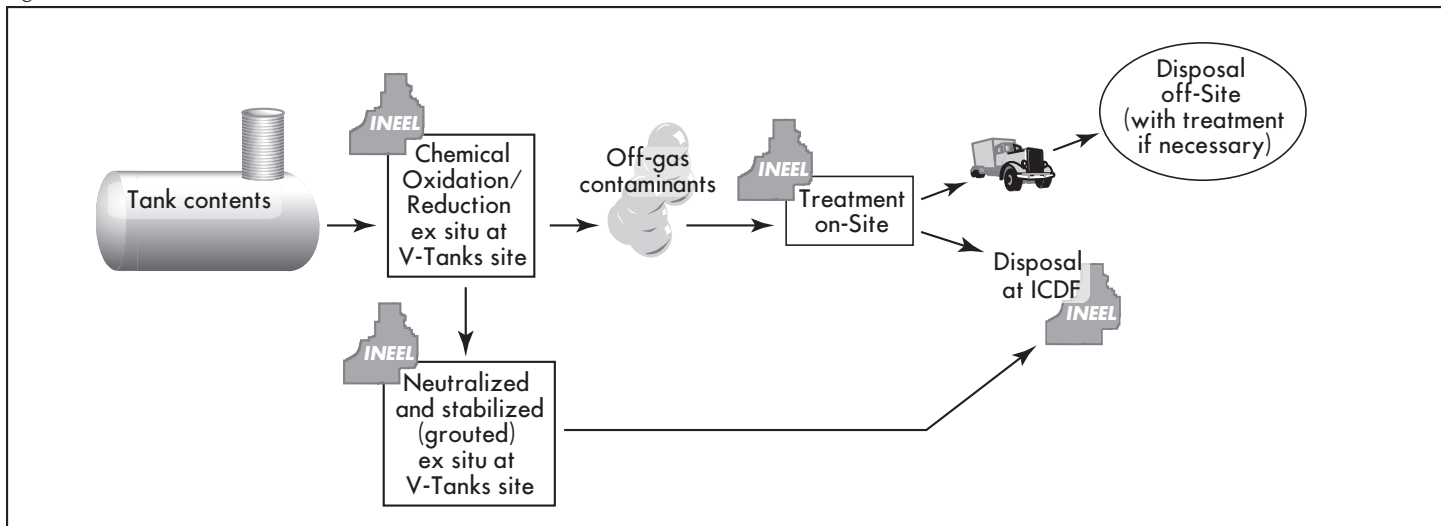 Tank contents
INEEL
Chemical
Oxidation/
Reduction
ex situ at
V-Tanks site
Off-gas
contaminants
INEEL
Treatment
on-Site
Disposal
off-Site
(with treatment
if necessary)
Disposal
at ICDF
INEEL
INEEL
Neutralized
and stabilized
(grouted)
ex situ at
V-Tanks site